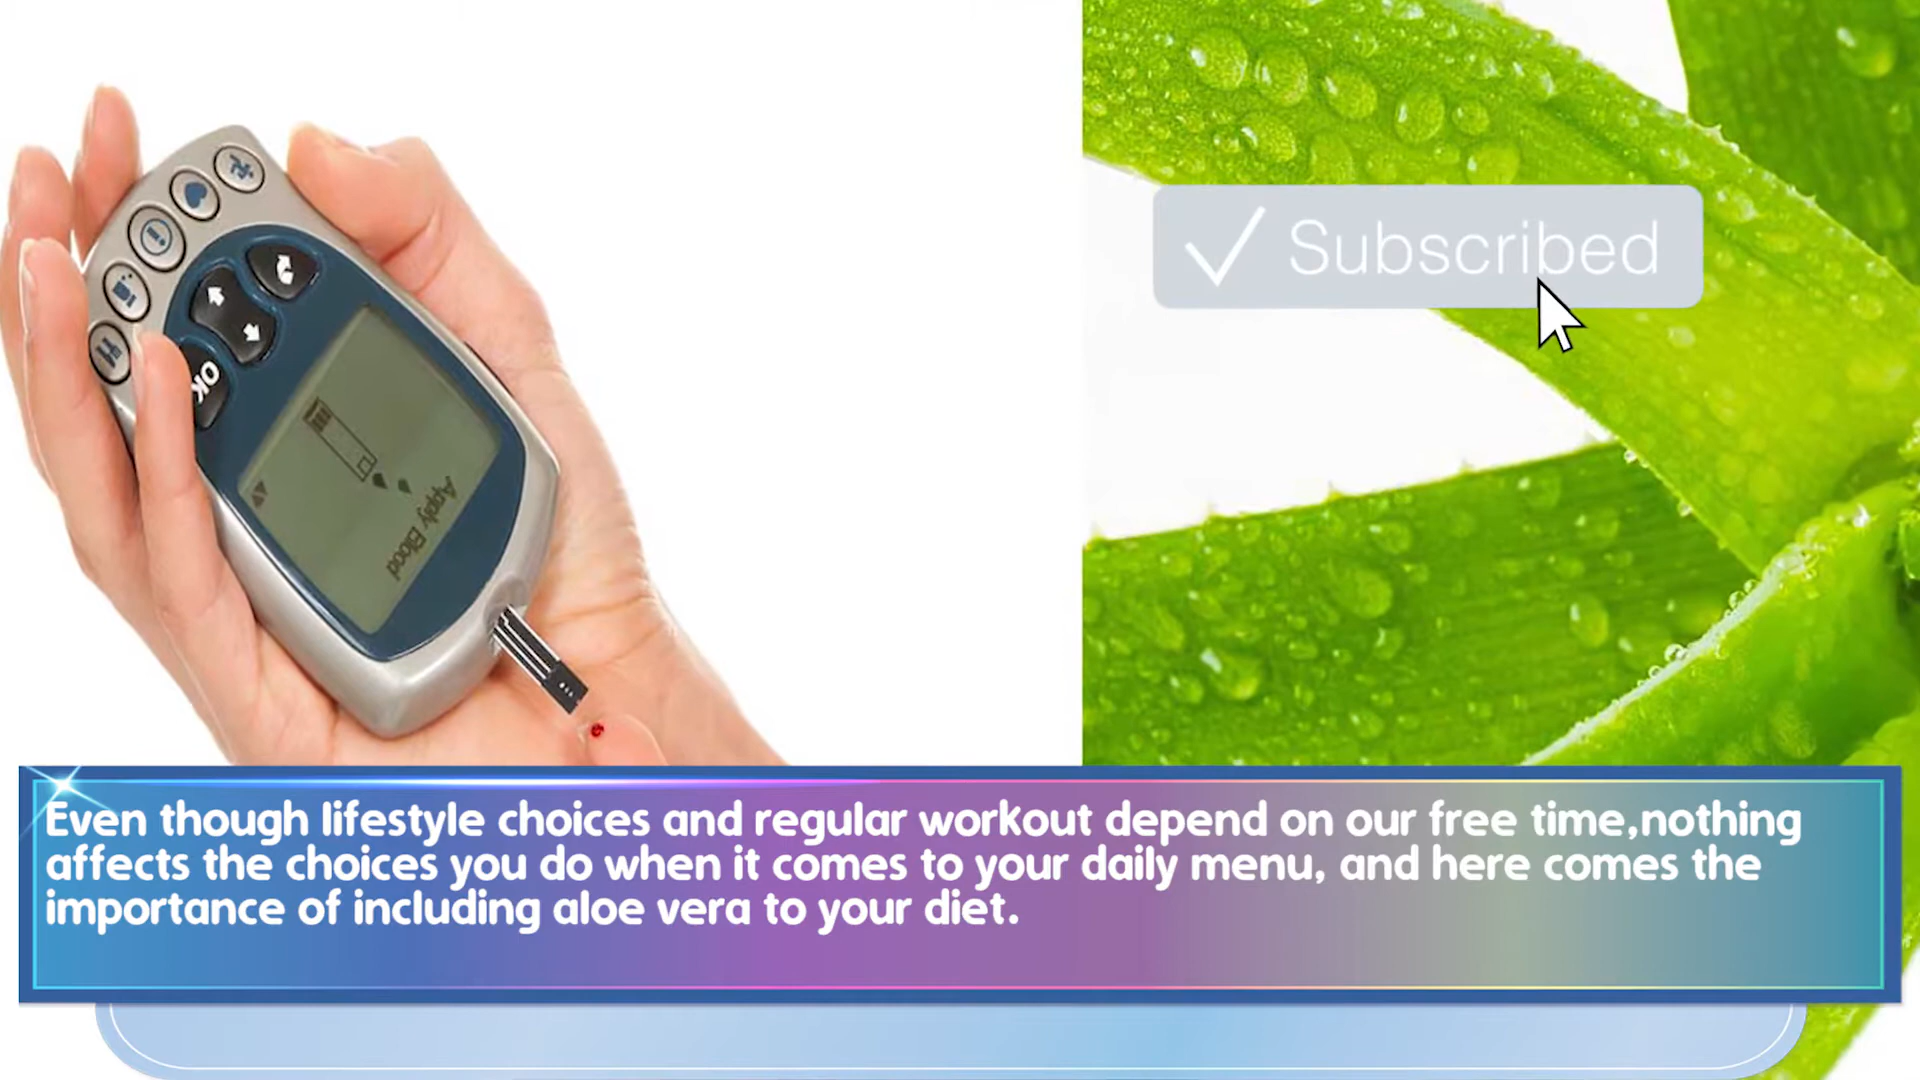 OK
Apply Blood
Subscribed
Even though lifestyle choices and regular workout depend on our free time,nothing
affects the choices you do when it comes to your daily menu, and here comes the
importance of including aloe vera to your diet.